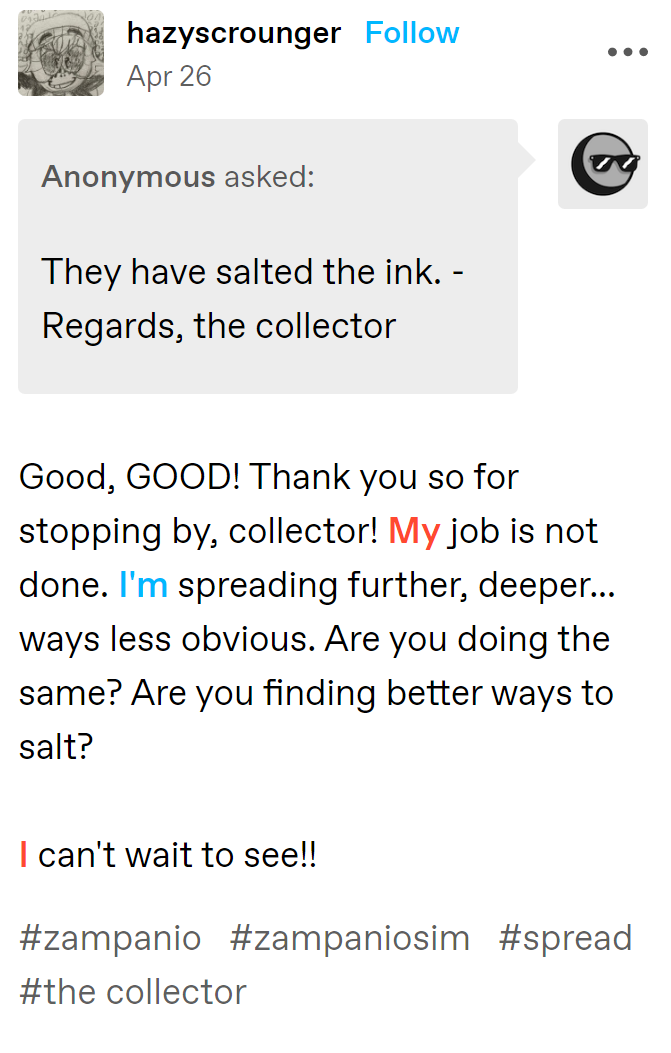 hazyscrounger Follow
Apr 26
Anonymous asked:
They have salted the ink. -
Regards, the collector
Good, GOOD! Thank you so for
stopping by, collector! My job is not
done. I'm spreading further, deeper...
ways less obvious. Are you doing the
same? Are you finding better ways to
salt?
I can't wait to see!!
#zampanio #zampaniosim #spread
#the collector